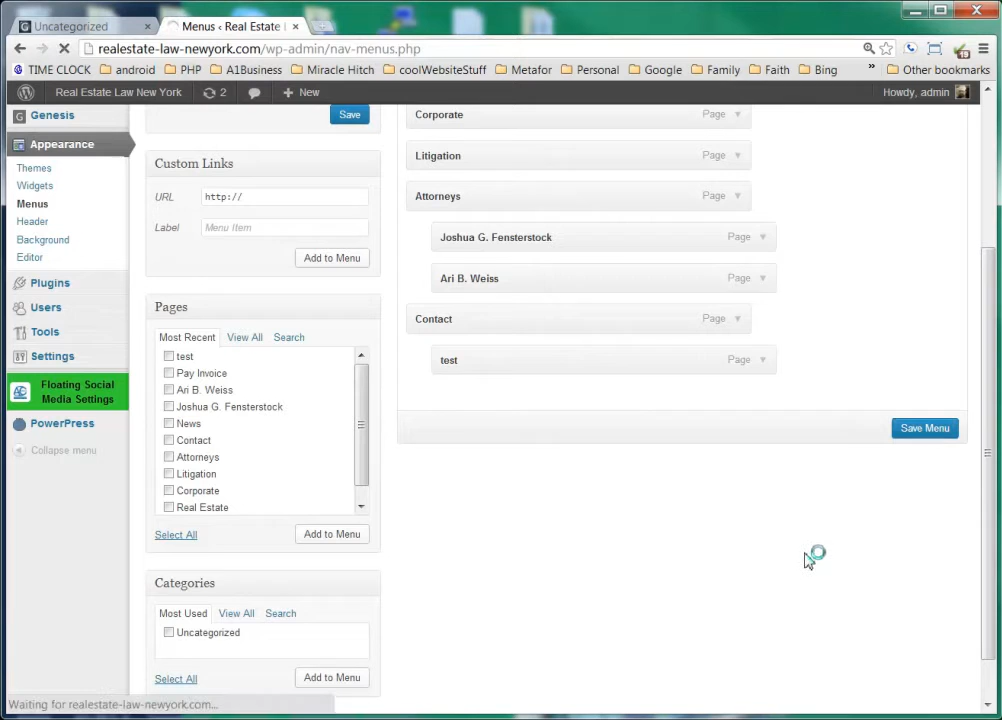 Uncategorized
Menus ‹ Real Estate
realestate-law-newyork.com/wp-admin/nav-menus.php
TIME CLOCK android PHP A1Business Miracle Hitch coolWebsiteStuff Metafor Personal Google Family Faith Bing » Other bookmarks
Real Estate Law New York 2 + New Howdy, admin
Genesis
Appearance
Themes
Widgets
Menus
Header
Background
Editor
Plugins
Users
Tools
Settings
Floating Social
Media Settings
PowerPress
Collapse menu
Save
Custom Links
URL http://
Label Menu Item
Add to Menu
Pages
Most Recent View All Search
test
Pay Invoice
Ari B. Weiss
Joshua G. Fensterstock
News
Contact
Attorneys
Litigation
Corporate
Real Estate
Select All Add to Menu
Categories
Most Used View All Search
Uncategorized
Select All Add to Menu
Corporate Page
Litigation Page
Attorneys Page
Joshua G. Fensterstock Page
Ari B. Weiss Page
Contact Page
test Page
Save Menu
Waiting for realestate-law-newyork.com...